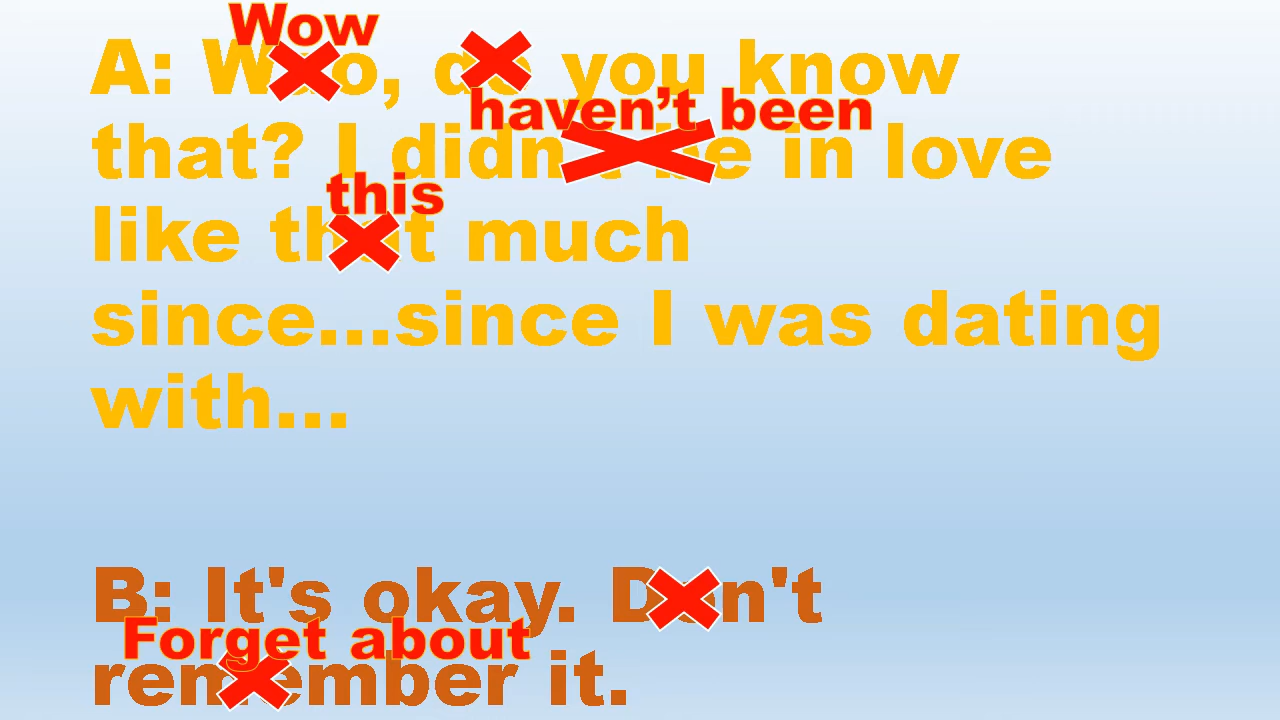 Wow
A: Woo, do you know
haven't been
that? I didn't be in love
this
like that much
since...since I was dating
with...
B: It's okay. Don't
Forget about
remember it.